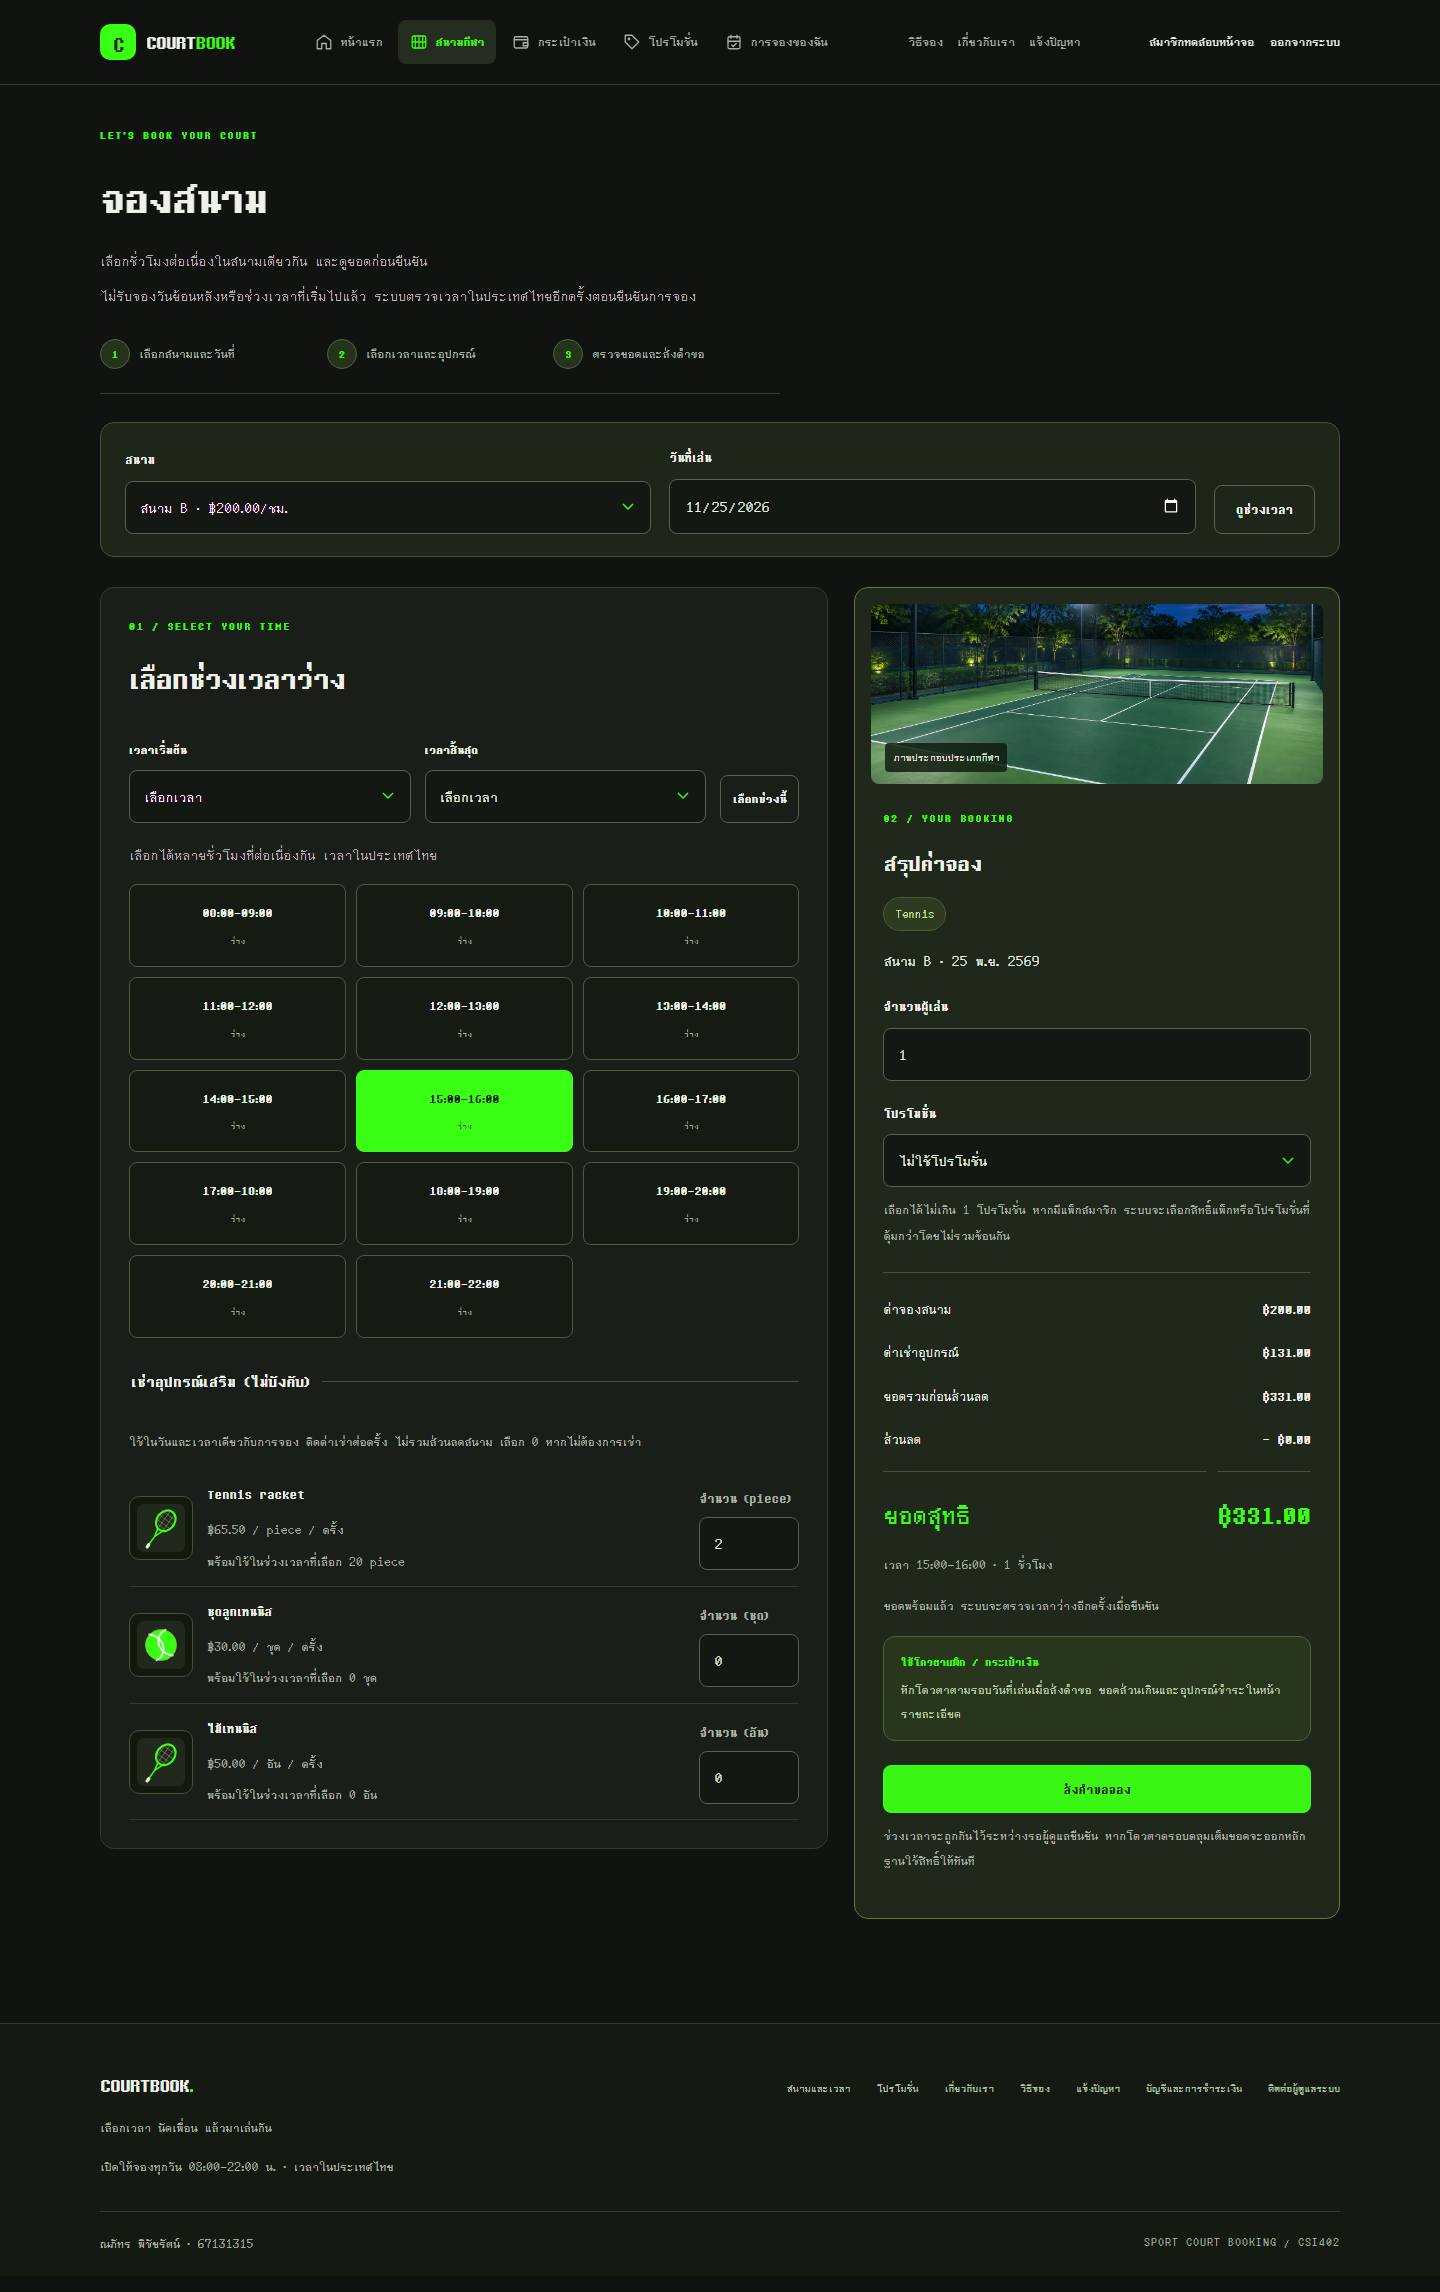 C COURTBOOK หน้าแรก สนามกีฬา กระเป๋าเงิน โปรโมชั่น การจองของฉัน วิธีจอง เกี่ยวกับเรา แจ้งปัญหา สมาชิกทดสอบหน้าจอ ออกจากระบบ
LET'S BOOK YOUR COURT
จองสนาม
เลือกชั่วโมงต่อเนื่องในสนามเดียวกัน และดูยอดก่อนยืนยัน
ไม่รับจองวันย้อนหลังหรือช่วงเวลาที่เริ่มไปแล้ว ระบบตรวจเวลาในประเทศไทยอีกครั้งตอนยืนยันการจอง
1 เลือกสนามและวันที่ 2 เลือกเวลาและอุปกรณ์ 3 ตรวจยอดและส่งคำขอ
สนาม วันที่เล่น
สนาม B · ฿200.00/ชม. 11/25/2026 ดูช่วงเวลา
01 / SELECT YOUR TIME
เลือกช่วงเวลาว่าง
เวลาเริ่มต้น เวลาสิ้นสุด
เลือกเวลา เลือกเวลา เลือกช่วงนี้
เลือกได้หลายชั่วโมงที่ต่อเนื่องกัน เวลาในประเทศไทย
08:00–09:00 09:00–10:00 10:00–11:00
ว่าง ว่าง ว่าง
11:00–12:00 12:00–13:00 13:00–14:00
ว่าง ว่าง ว่าง
14:00–15:00 15:00–16:00 16:00–17:00
ว่าง ว่าง ว่าง
17:00–18:00 18:00–19:00 19:00–20:00
ว่าง ว่าง ว่าง
20:00–21:00 21:00–22:00
ว่าง ว่าง
เช่าอุปกรณ์เสริม (ไม่บังคับ)
ใช้ในวันและเวลาเดียวกับการจอง คิดค่าเช่าต่อครั้ง ไม่รวมส่วนลดสนาม เลือก 0 หากไม่ต้องการเช่า
Tennis racket
฿65.50 / piece / ครั้ง
พร้อมใช้ในช่วงเวลาที่เลือก 20 piece
จำนวน (piece)
2
ชุดลูกเทนนิส
฿30.00 / ชุด / ครั้ง
พร้อมใช้ในช่วงเวลาที่เลือก 0 ชุด
จำนวน (ชุด)
0
ไม้เทนนิส
฿50.00 / อัน / ครั้ง
พร้อมใช้ในช่วงเวลาที่เลือก 0 อัน
จำนวน (อัน)
0
ภาพประกอบประเภทกีฬา
02 / YOUR BOOKING
สรุปค่าจอง
Tennis
สนาม B · 25 พ.ย. 2569
จำนวนผู้เล่น
1
โปรโมชั่น
ไม่ใช้โปรโมชั่น
เลือกได้ไม่เกิน 1 โปรโมชั่น หากมีแพ็กสมาชิก ระบบจะเลือกสิทธิ์แพ็กหรือโปรโมชั่นที่
คุ้มกว่าโดยไม่รวมซ้อนกัน
ค่าจองสนาม ฿200.00
ค่าเช่าอุปกรณ์ ฿131.00
ยอดรวมก่อนส่วนลด ฿331.00
ส่วนลด − ฿0.00
ยอดสุทธิ ฿331.00
เวลา 15:00–16:00 · 1 ชั่วโมง
ยอดพร้อมแล้ว ระบบจะตรวจเวลาว่างอีกครั้งเมื่อยืนยัน
ใช้โควตาแพ็ก / กระเป๋าเงิน
หักโควตาตามรอบวันที่เล่นเมื่อส่งคำขอ ยอดส่วนเกินและอุปกรณ์ชำระในหน้า
รายละเอียด
ส่งคำขอจอง
ช่วงเวลาจะถูกกันไว้ระหว่างรอผู้ดูแลยืนยัน หากโควตาครอบคลุมเต็มยอดจะออกหลัก
ฐานใช้สิทธิ์ให้ทันที
COURTBOOK. สนามและเวลา โปรโมชั่น เกี่ยวกับเรา วิธีจอง แจ้งปัญหา บัญชีและการชำระเงิน ติดต่อผู้ดูแลระบบ
เลือกเวลา นัดเพื่อน แล้วมาเล่นกัน
เปิดให้จองทุกวัน 08:00–22:00 น. · เวลาในประเทศไทย
ณภัทร พิชัยรัตน์ · 67131315 SPORT COURT BOOKING / CSI402